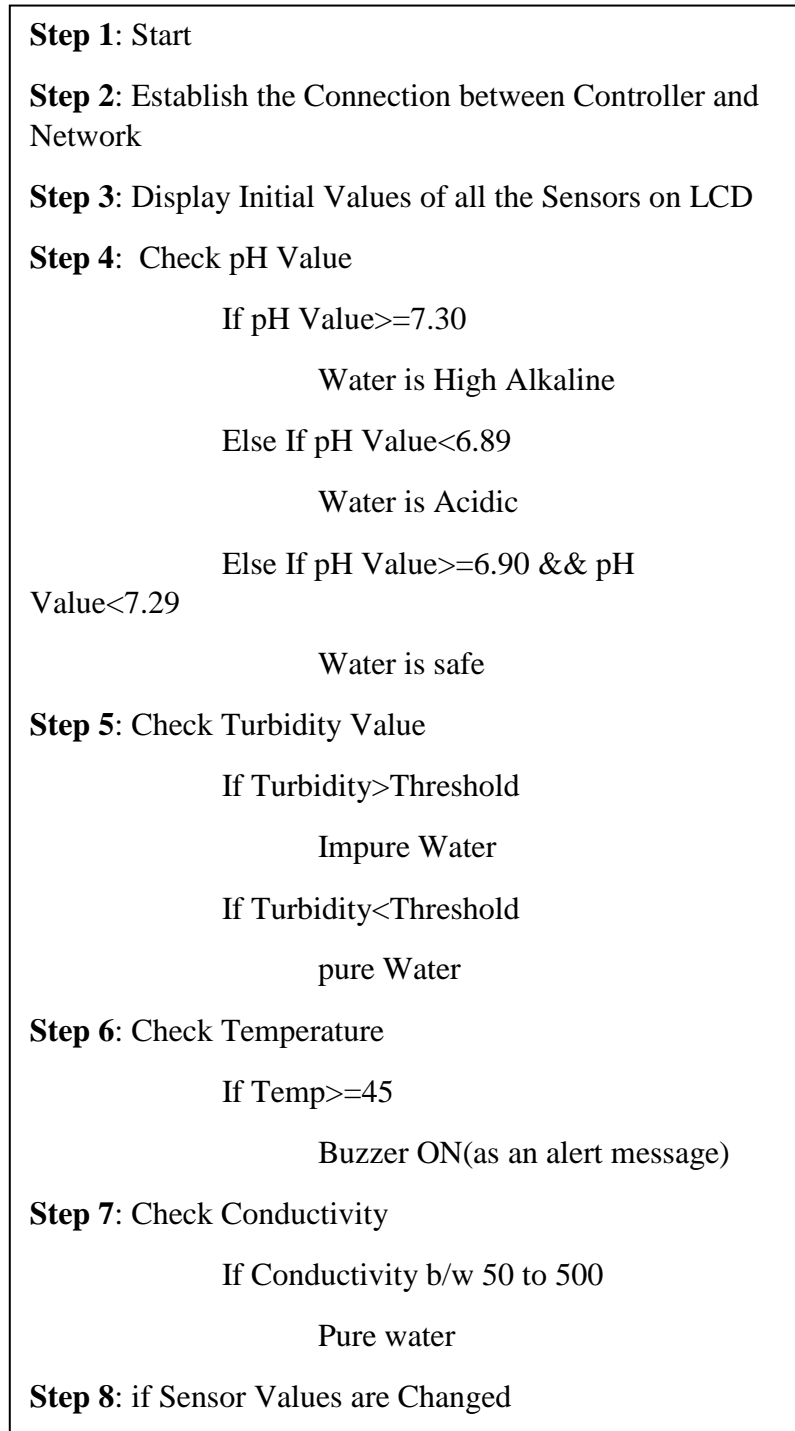 Step 1: Start
Step 2: Establish the Connection between Controller and
Network
Step 3: Display Initial Values of all the Sensors on LCD
Step 4: Check pH Value
If pH Value>=7.30
Water is High Alkaline
Else If pH Value<6.89
Water is Acidic
Else If pH Value>=6.90 && pH
Value<7.29
Water is safe
Step 5: Check Turbidity Value
If Turbidity>Threshold
Impure Water
If Turbidity<Threshold
pure Water
Step 6: Check Temperature
If Temp>=45
Buzzer ON(as an alert message)
Step 7: Check Conductivity
If Conductivity b/w 50 to 500
Pure water
Step 8: if Sensor Values are Changed